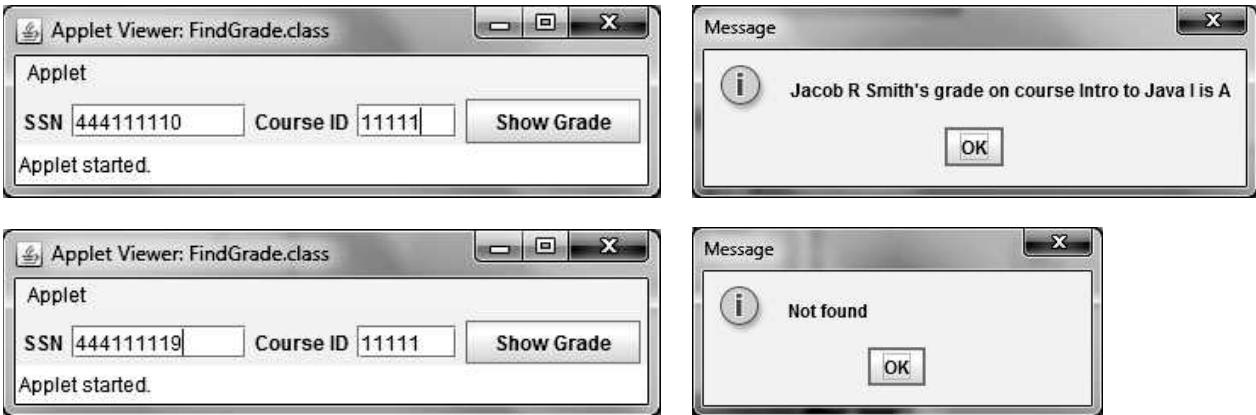 Applet Viewer: FindGrade.class
Applet
SSN 444111110 Course ID 11111 Show Grade
Applet started.
Message
Jacob R Smith's grade on course Intro to Java I is A
OK
Applet Viewer: FindGrade.class
Applet
SSN 444111119 Course ID 11111 Show Grade
Applet started.
Message
Not found
OK